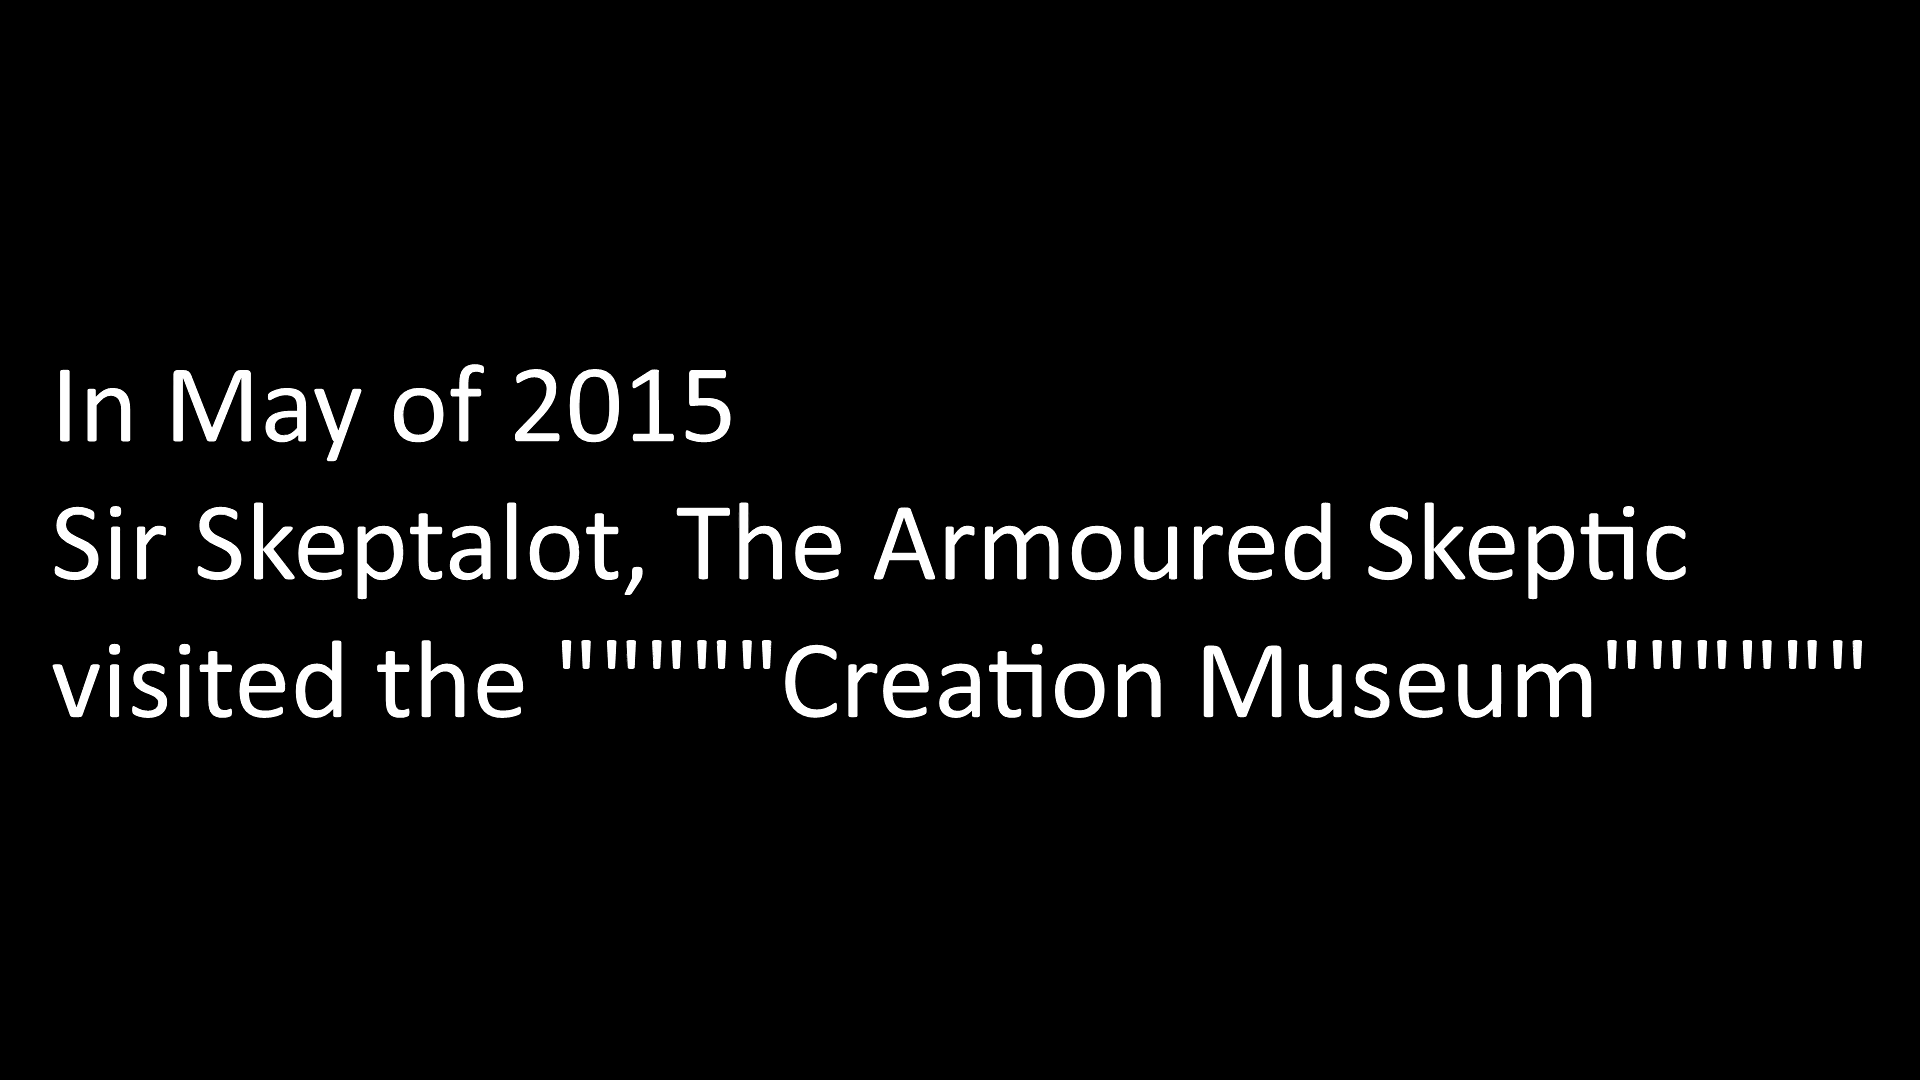 In May of 2015
Sir Skeptalot, The Armoured Skeptic
visited the """""Creation Museum""""""